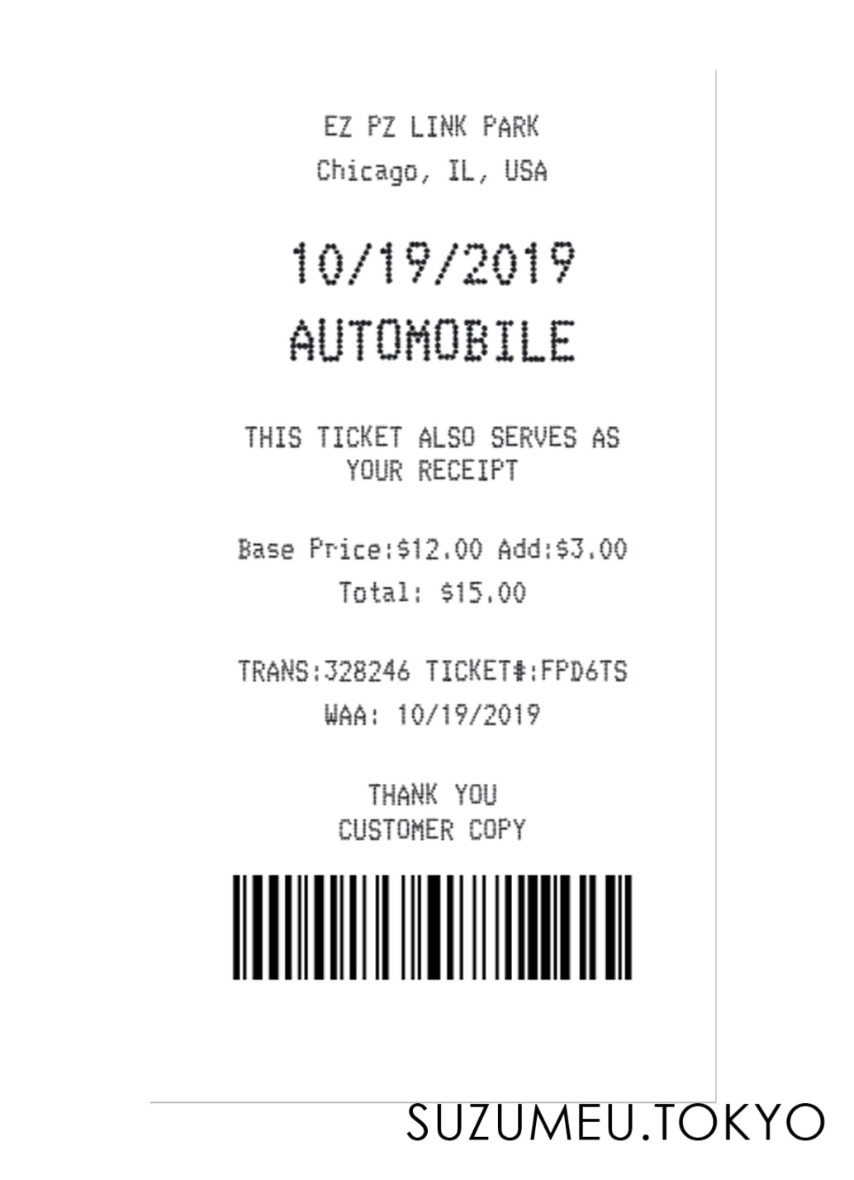 EZ PZ LINK PARK
Chicago, IL, USA
10/19/2019
AUTOMOBILE
THIS TICKET ALSO SERVES AS
YOUR RECEIPT
Base Price:$12.00 Add:$3.00
Total: $15.00
TRANS:328246 TICKET#:FPD6TS
WAA: 10/19/2019
THANK YOU
CUSTOMER COPY
SUZUMEU.TOKYO